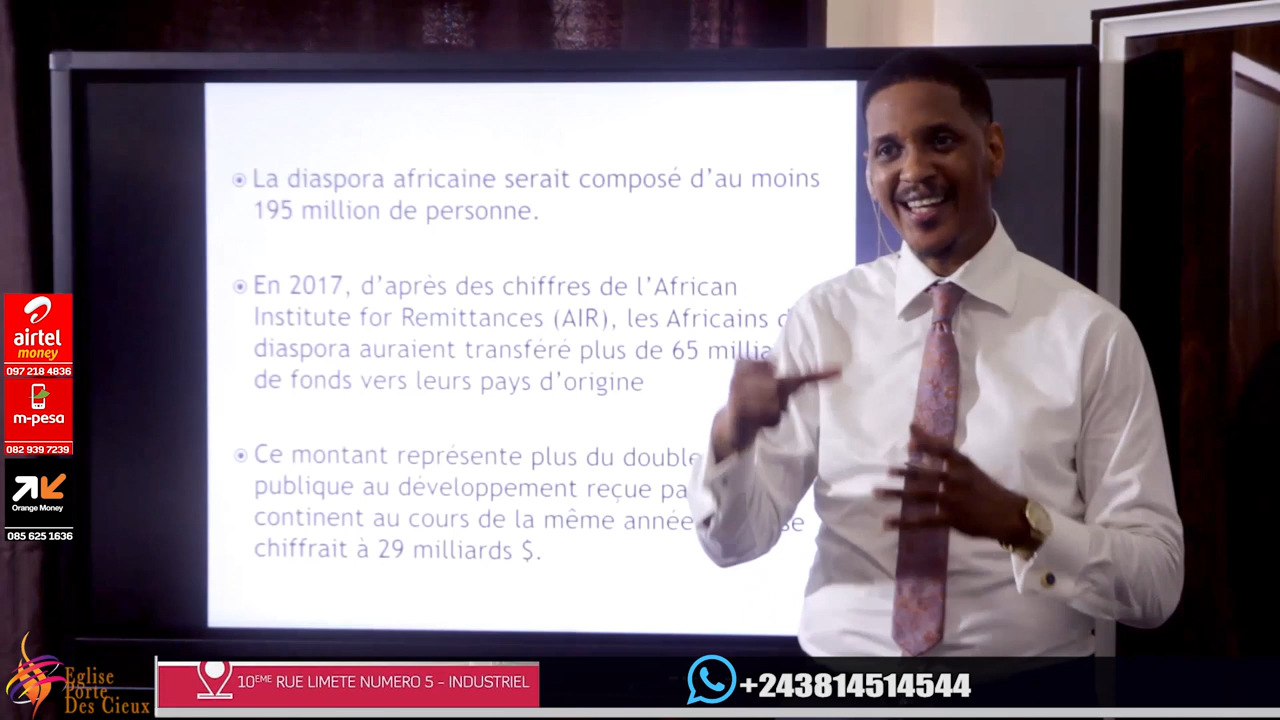 La diaspora africaine serait composé d'au moins
195 million de personne.
En 2017, d'après des chiffres de l'African
Institute for Remittances (AIR), les Africains
diaspora auraient transféré plus de 65
de fonds vers leurs pays d'origine
Ce montant représente plus du double
publique au développement reçue
continent au cours de la même année
chiffrait à 29 milliards $.
airtel
money
097 218 4836
m-pesa
082 939 7239
Orange Money
085 625 1636
Eglise
Porte
Des Cieux
10EME RUE LIMETE NUMERO 5 - INDUSTRIEL
+243814514544